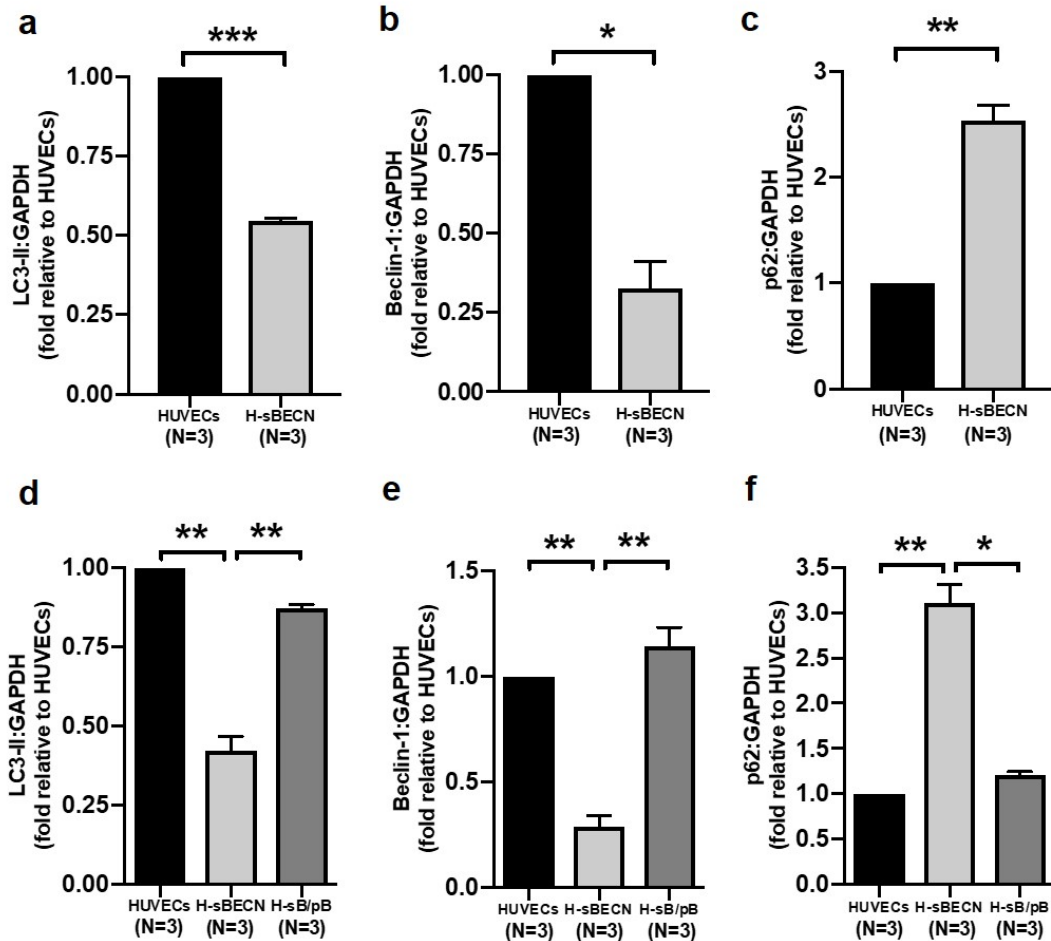 a
***
LC3-II:GAPDH
(fold relative to HUVECs)
1.00
0.75
0.50
0.25
0.00
HUVECs
(N=3)
H-sBECN
(N=3)
b
*
Beclin-1:GAPDH
(fold relative to HUVECs)
1.00
0.75
0.50
0.25
0.00
HUVECs
(N=3)
H-sBECN
(N=3)
c
**
p62:GAPDH
(fold relative to HUVECs)
3
2
1
0
HUVECs
(N=3)
H-sBECN
(N=3)
d
** **
LC3-II:GAPDH
(fold relative to HUVECs)
1.00
0.75
0.50
0.25
0.00
HUVECs
(N=3)
H-sBECN
(N=3)
H-sB/pB
(N=3)
e
** **
Beclin-1:GAPDH
(fold relative to HUVECs)
1.5
1.0
0.5
0.0
HUVECs
(N=3)
H-sBECN
(N=3)
H-sB/pB
(N=3)
f
** *
p62:GAPDH
(fold relative to HUVECs)
3.5
3.0
2.5
2.0
1.5
1.0
0.5
0.0
HUVECs
(N=3)
H-sBECN
(N=3)
H-sB/pB
(N=3)